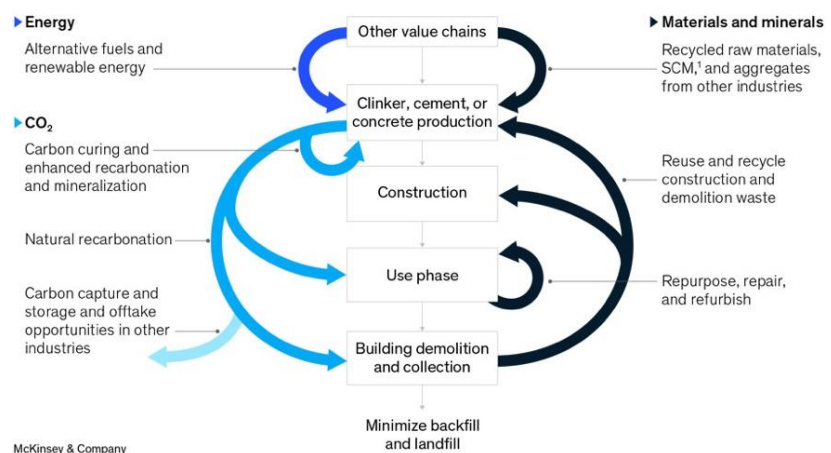 Energy
Alternative fuels and
renewable energy
CO₂
Carbon curing and
enhanced recarbonation
and mineralization
Natural recarbonation
Carbon capture and
storage and offtake
opportunities in other
industries
Other value chains
Clinker, cement, or
concrete production
Construction
Use phase
Building demolition
and collection
Minimize backfill
and landfill
Materials and minerals
Recycled raw materials,
SCM,¹ and aggregates
from other industries
Reuse and recycle
construction and
demolition waste
Repurpose, repair,
and refurbish
McKinsey & Company